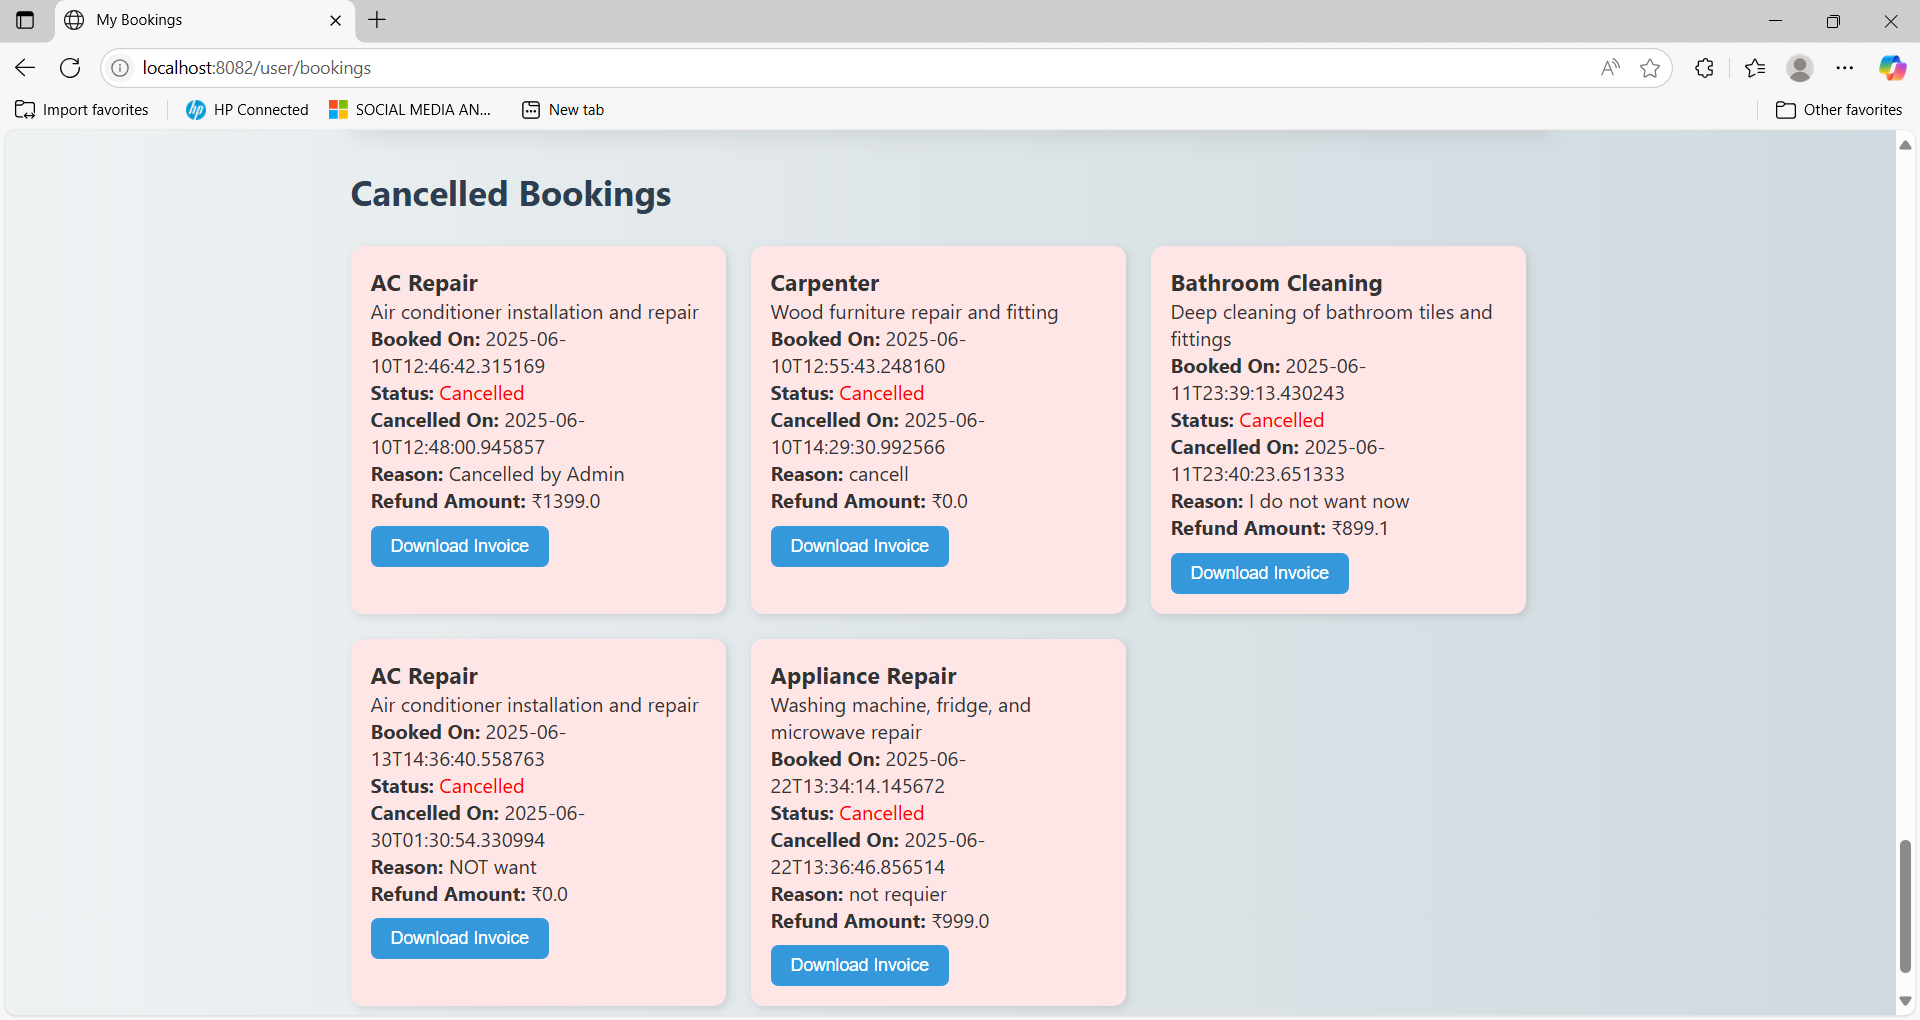 My Bookings
localhost:8082/user/bookings
Import favorites
HP Connected
SOCIAL MEDIA AN...
New tab
Other favorites
Cancelled Bookings
AC Repair
Air conditioner installation and repair
Booked On: 2025-06-
10T12:46:42.315169
Status: Cancelled
Cancelled On: 2025-06-
10T12:48:00.945857
Reason: Cancelled by Admin
Refund Amount: ₹1399.0
Download Invoice
Carpenter
Wood furniture repair and fitting
Booked On: 2025-06-
10T12:55:43.248160
Status: Cancelled
Cancelled On: 2025-06-
10T14:29:30.992566
Reason: cancell
Refund Amount: ₹0.0
Download Invoice
Bathroom Cleaning
Deep cleaning of bathroom tiles and
fittings
Booked On: 2025-06-
11T23:39:13.430243
Status: Cancelled
Cancelled On: 2025-06-
11T23:40:23.651333
Reason: I do not want now
Refund Amount: ₹899.1
Download Invoice
AC Repair
Air conditioner installation and repair
Booked On: 2025-06-
13T14:36:40.558763
Status: Cancelled
Cancelled On: 2025-06-
30T01:30:54.330994
Reason: NOT want
Refund Amount: ₹0.0
Download Invoice
Appliance Repair
Washing machine, fridge, and
microwave repair
Booked On: 2025-06-
22T13:34:14.145672
Status: Cancelled
Cancelled On: 2025-06-
22T13:36:46.856514
Reason: not requier
Refund Amount: ₹999.0
Download Invoice